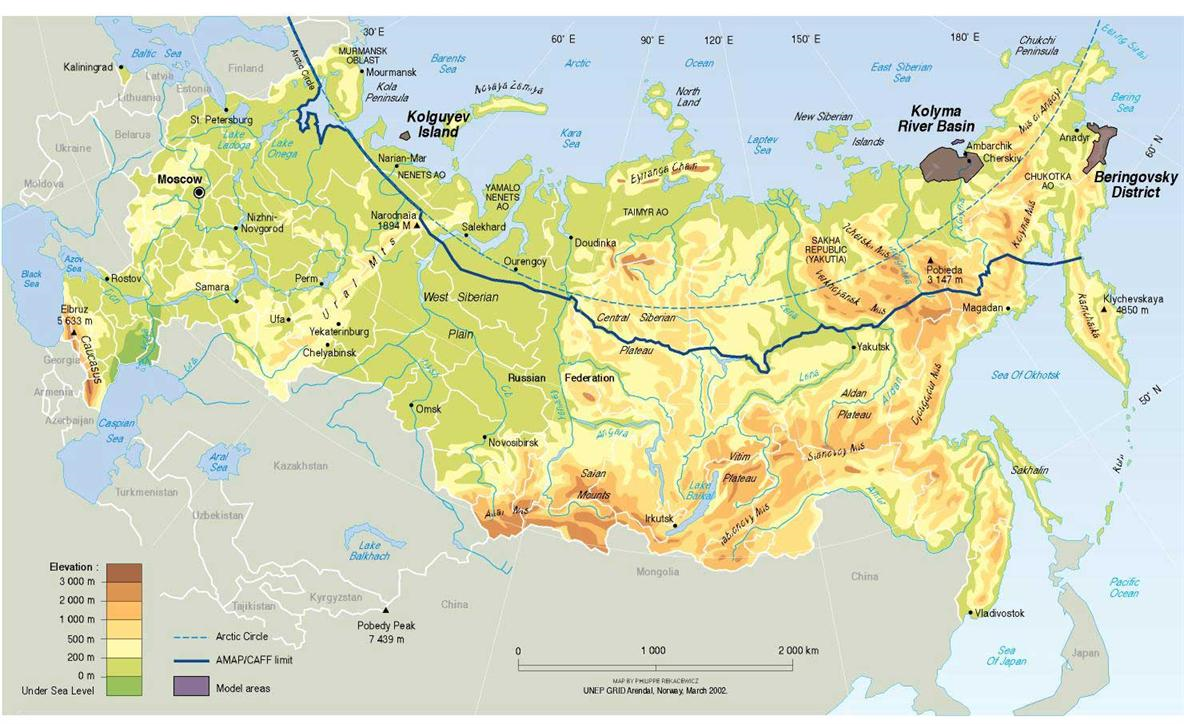 30° E
60° E
90° E
120° E
150° E
180° E
Bering Strait
Chukchi
Peninsula
Baltic Sea
Finland
Arctic Circle
MURMANSK
OBLAST
Mourmansk
Kola
Peninsula
Barents
Sea
Arctic
Ocean
East Siberian
Sea
Bering
Sea
Kaliningrad
Latvia
Estonia
Lithuania
Novaya Zemlya
North
Land
New Siberian
Islands
Kolyma
River Basin
Ambarchik
Cherskiy
Anadyr
60° N
St. Petersburg
Lake
Ladoga
Lake
Onega
Kolguyev
Island
Kara
Sea
Laptev
Sea
Belarus
Ukraine
Moldova
Moscow
Narian-Mar
NENETS AO
YAMALO
NENETS
AO
TAIMYR AO
CHUKOTKA
AO
Beringovsky
District
Narodnaia
1894 M
Salekhard
Doudinka
Ourengoy
SAKHA
REPUBLIC
(YAKUTIA)
Verkhoyansk Mts
Kolyma Mts
Pobieda
3 147 m
Magadan
Klychevskaya
4850 m
Nizhni-
Novgorod
Black
Sea
Azov
Sea
Rostov
Samara
Perm
Ural Mts
West Siberian
Plain
Central Siberian
Plateau
Lena
Yakutsk
Sea Of Okhotsk
50° N
Elbruz
5 633 m
Caucasus
Ufa
Yekaterinburg
Chelyabinsk
Russian Federation
Georgia
Armenia
Azerbaijan
Caspian
Sea
Omsk
Novosibirsk
Angara
Lena
Aldan
Aldan
Plateau
Vitim
Plateau
Amur
Sakhalin
Aral
Sea
Kazakhstan
Turkmenistan
Uzbekistan
Saian
Mounts
Lake
Baikal
Irkutsk
Lake
Balkhach
Mongolia
China
China
Pacific
Ocean
Kyrgyzstan
Tajikistan
Pobedy Peak
7 439 m
Vladivostok
Sea
Of Japan
Japan
Elevation :
3 000 m
2 000 m
1 000 m
500 m
200 m
0 m
Under Sea Level
Arctic Circle
AMAP/CAFF limit
Model areas
0
1 000
2 000 km
MAP BY PHILIPPE REKACEWICZ
UNEP GRID Arendal, Norway, March 2002.